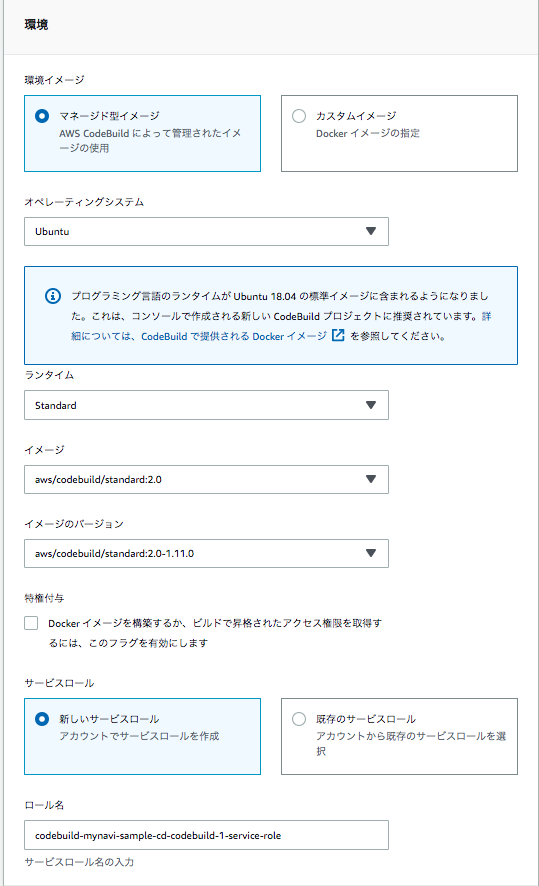 環境
環境イメージ
マネージド型イメージ
AWS CodeBuild によって管理されたイメ
ージの使用
カスタムイメージ
Docker イメージの指定
オペレーティングシステム
Ubuntu
プログラミング言語のランタイムが Ubuntu 18.04 の標準イメージに含まれるようになりまし
た。これは、コンソールで作成される新しい CodeBuild プロジェクトに推奨されています。詳
細については、CodeBuild で提供される Docker イメージ を参照してください。
ランタイム
Standard
イメージ
aws/codebuild/standard:2.0
イメージのバージョン
aws/codebuild/standard:2.0-1.11.0
特権付与
Docker イメージを構築するか、ビルドで昇格されたアクセス権限を取得す
るには、このフラグを有効にします
サービスロール
新しいサービスロール
アカウントでサービスロールを作成
既存のサービスロール
アカウントから既存のサービスロールを選
択
ロール名
codebuild-mynavi-sample-cd-codebuild-1-service-role
サービスロール名の入力